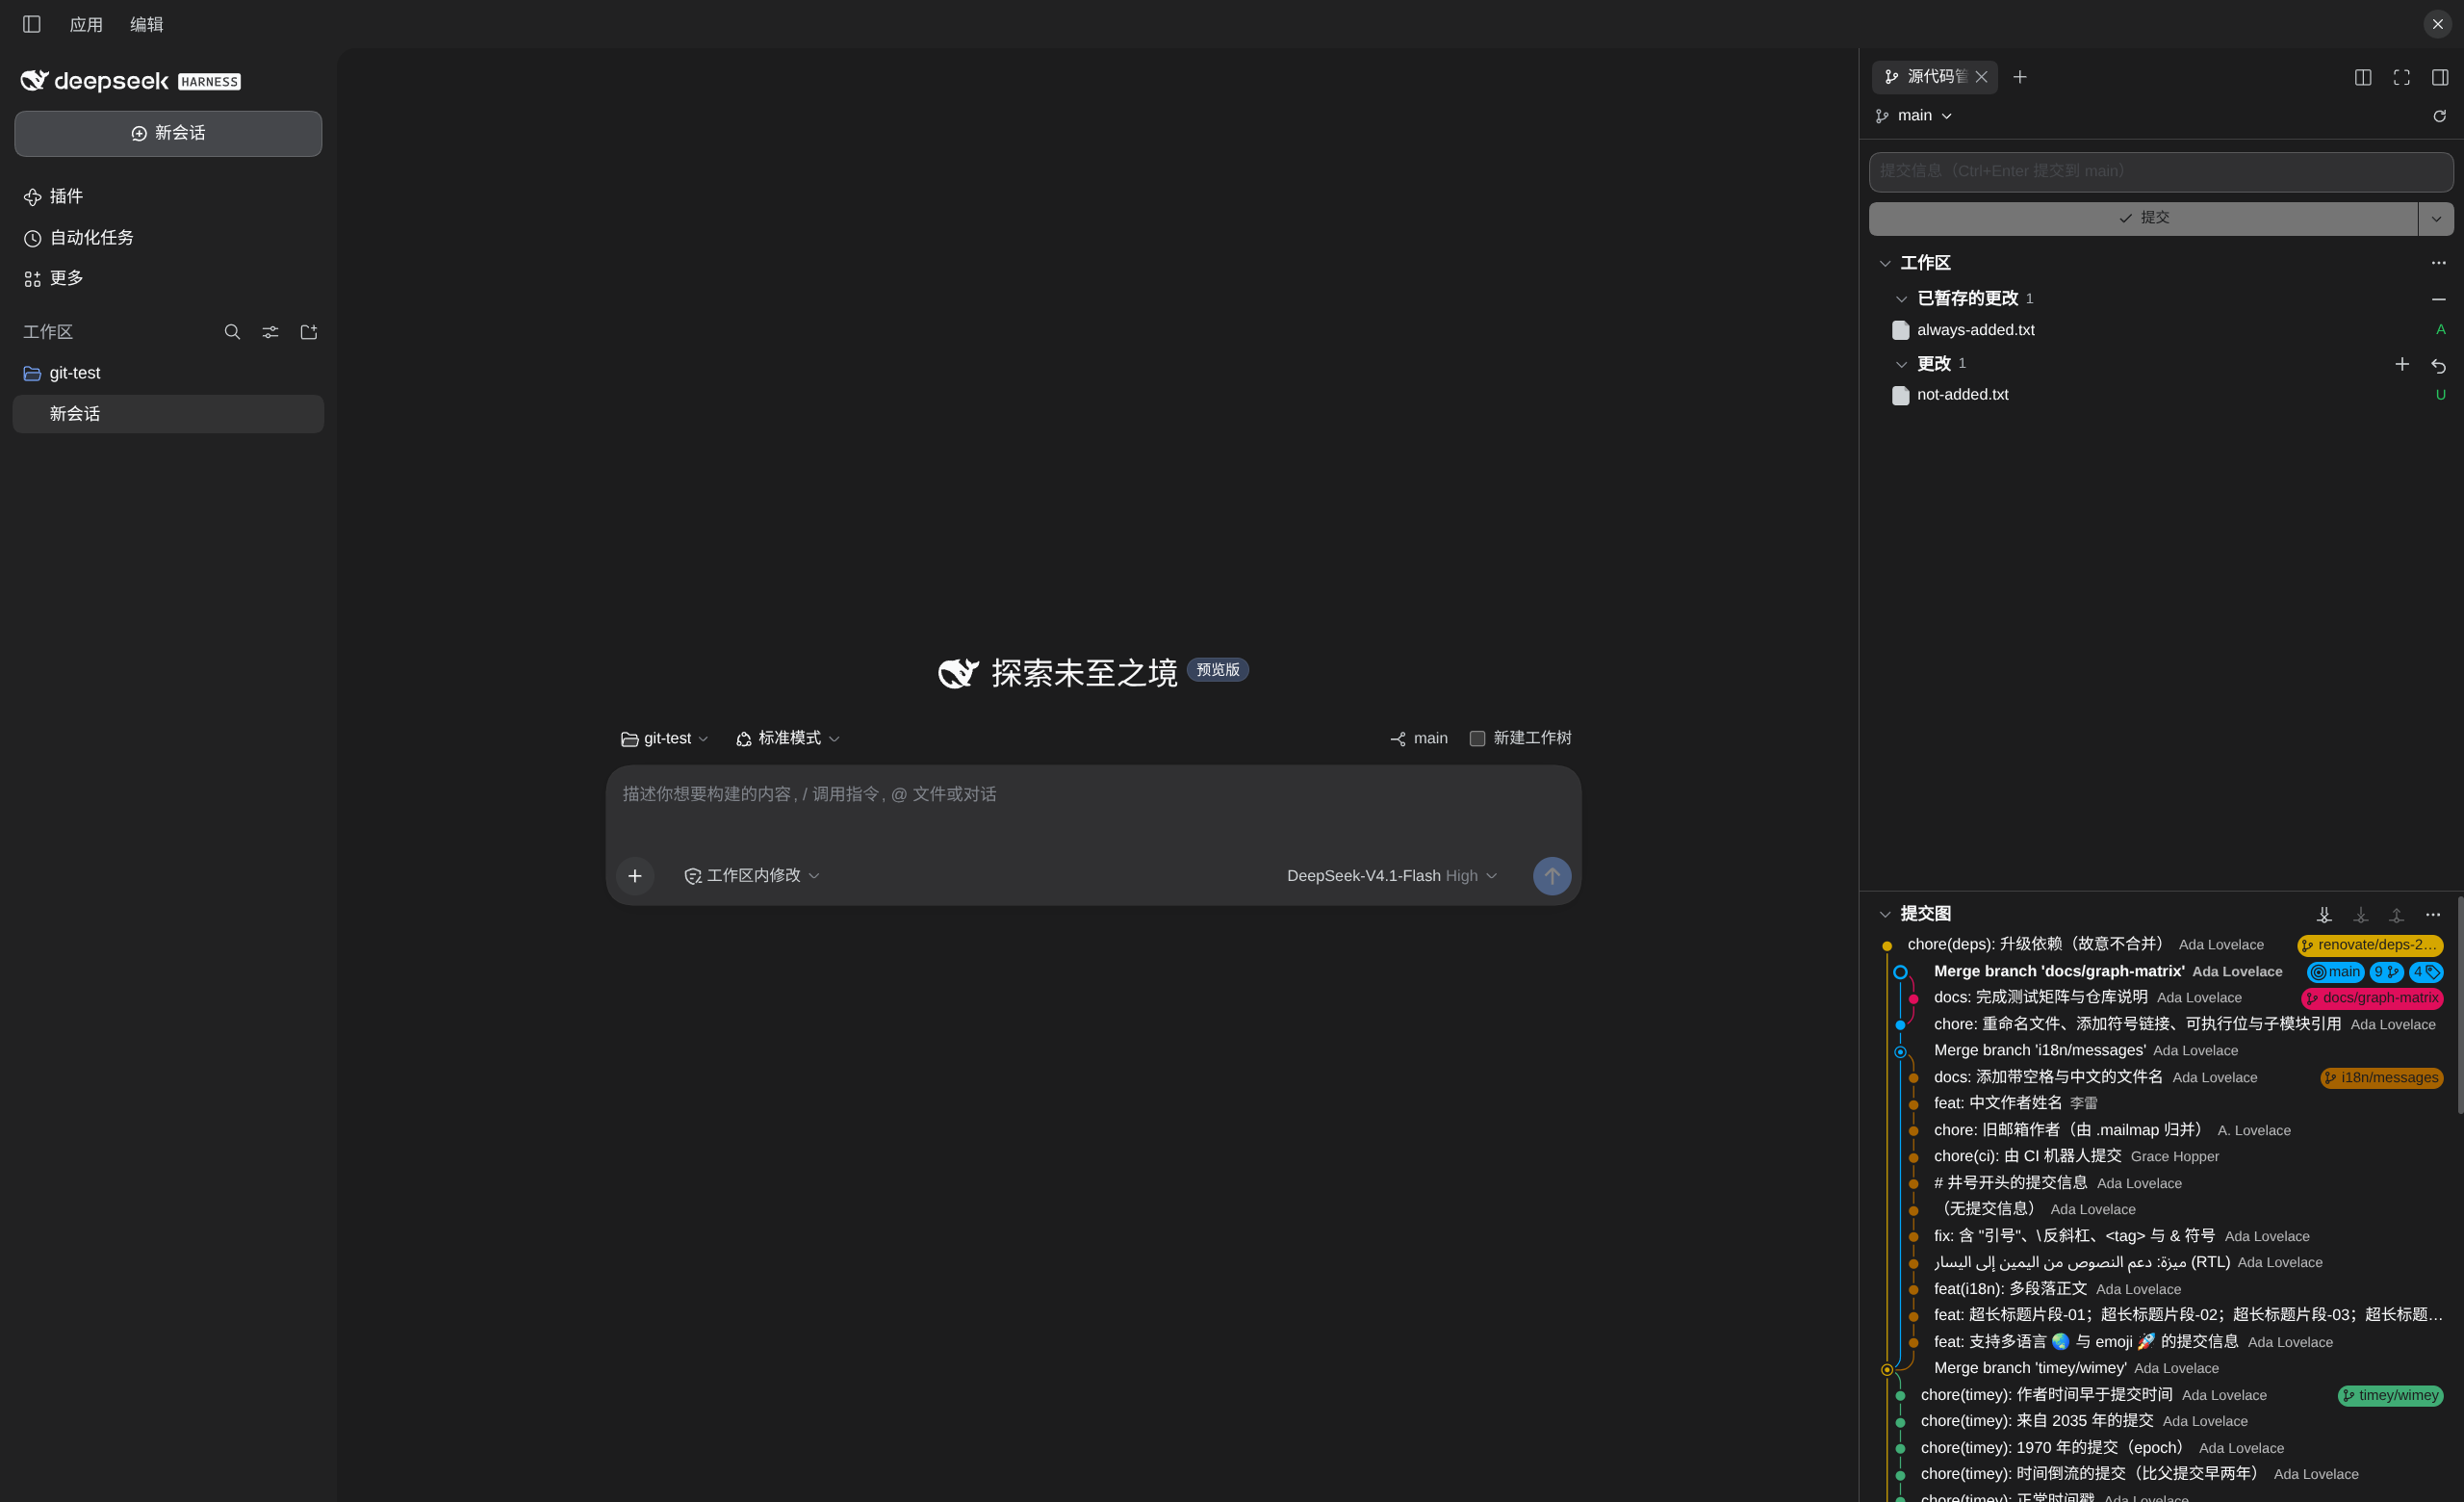 应用 编辑
deepseek HARNESS
新会话
插件
自动化任务
更多
工作区
git-test
新会话
探索未至之境 预览版
git-test 标准模式 main 新建工作树
描述你想要构建的内容, / 调用指令, @ 文件或对话
工作区内修改 DeepSeek-V4.1-Flash High
源代码管
main
提交信息（Ctrl+Enter 提交到 main）
提交
工作区
已暂存的更改 1
always-added.txt A
更改 1
not-added.txt U
提交图
chore(deps): 升级依赖（故意不合并） Ada Lovelace renovate/deps-2…
Merge branch 'docs/graph-matrix' Ada Lovelace main 9 4
docs: 完成测试矩阵与仓库说明 Ada Lovelace docs/graph-matrix
chore: 重命名文件、添加符号链接、可执行位与子模块引用 Ada Lovelace
Merge branch 'i18n/messages' Ada Lovelace
docs: 添加带空格与中文的文件名 Ada Lovelace i18n/messages
feat: 中文作者姓名 李雷
chore: 旧邮箱作者（由 .mailmap 归并） A. Lovelace
chore(ci): 由 CI 机器人提交 Grace Hopper
# 井号开头的提交信息 Ada Lovelace
（无提交信息） Ada Lovelace
fix: 含 "引号"、\反斜杠、<tag> 与 & 符号 Ada Lovelace
ميزة: دعم النصوص من اليمين إلى اليسار (RTL) Ada Lovelace
feat(i18n): 多段落正文 Ada Lovelace
feat: 超长标题片段-01；超长标题片段-02；超长标题片段-03；超长标题…
feat: 支持多语言 🌏 与 emoji 🚀 的提交信息 Ada Lovelace
Merge branch 'timey/wimey' Ada Lovelace
chore(timey): 作者时间早于提交时间 Ada Lovelace timey/wimey
chore(timey): 来自 2035 年的提交 Ada Lovelace
chore(timey): 1970 年的提交（epoch） Ada Lovelace
chore(timey): 时间倒流的提交（比父提交早两年） Ada Lovelace
chore(timey): 正常时间戳 Ada Lovelace